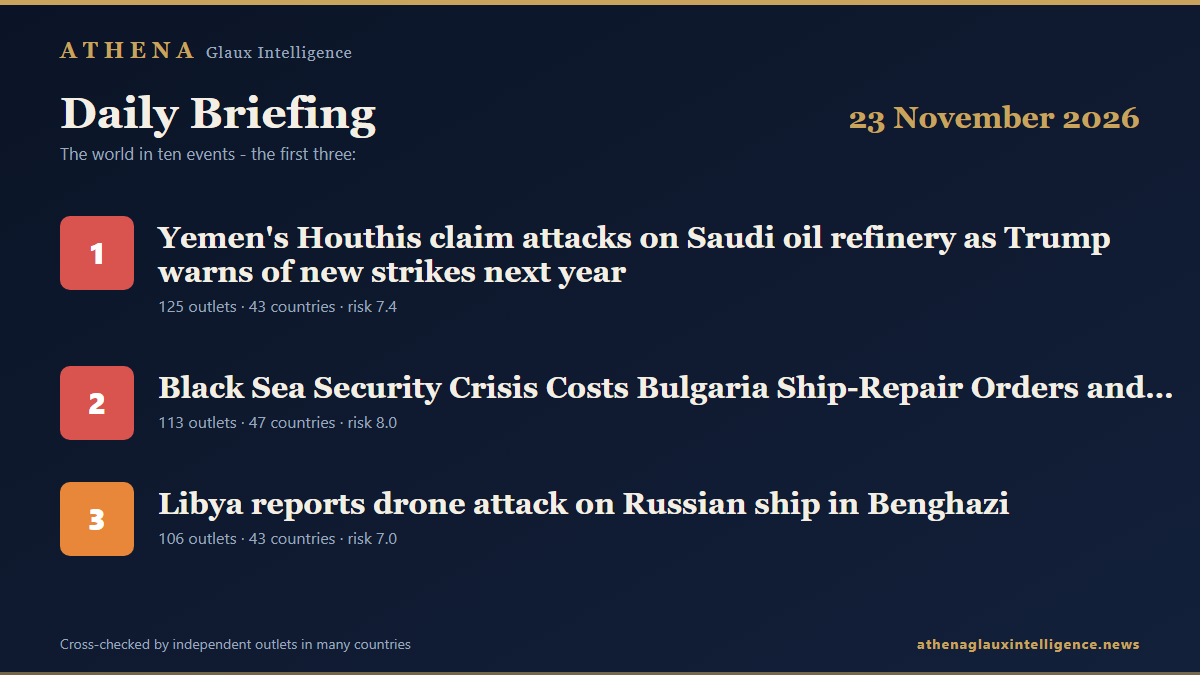 ATHENA Glaux Intelligence
Daily Briefing
23 November 2026
The world in ten events - the first three:
1
Yemen's Houthis claim attacks on Saudi oil refinery as Trump
warns of new strikes next year
125 outlets · 43 countries · risk 7.4
2
Black Sea Security Crisis Costs Bulgaria Ship-Repair Orders and...
113 outlets · 47 countries · risk 8.0
3
Libya reports drone attack on Russian ship in Benghazi
106 outlets · 43 countries · risk 7.0
Cross-checked by independent outlets in many countries
athenaglauxintelligence.news